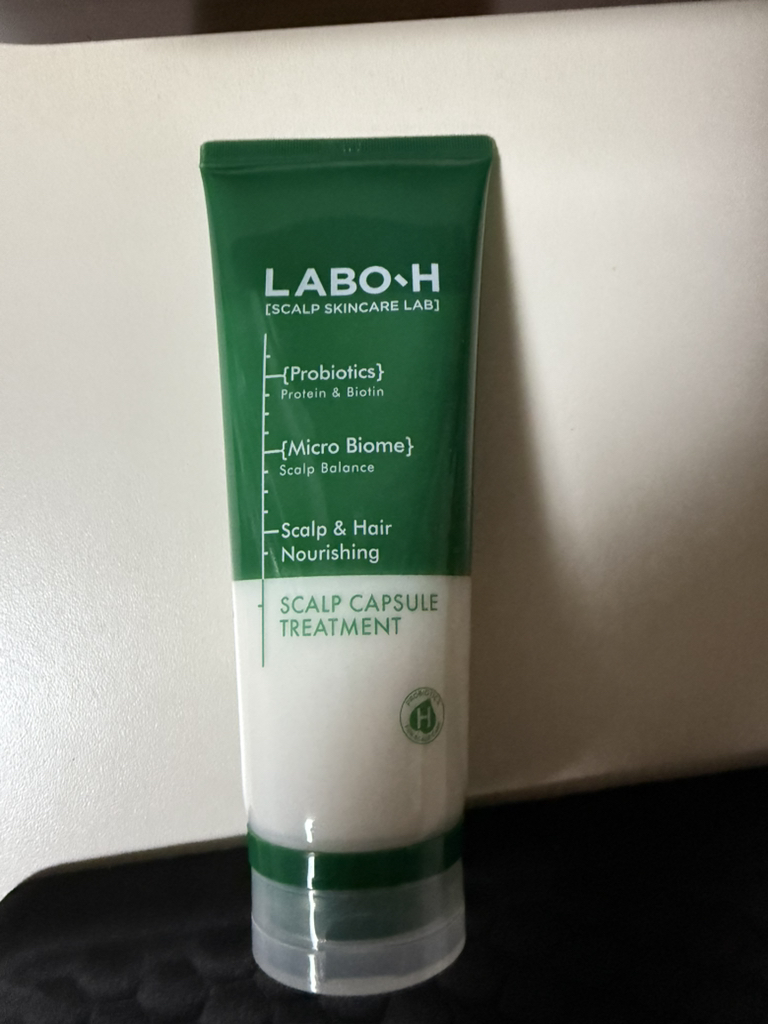 LABO-H
[SCALP SKINCARE LAB]
{Probiotics}
Protein & Biotin
{Micro Biome}
Scalp Balance
Scalp & Hair
Nourishing
SCALP CAPSULE
TREATMENT
H